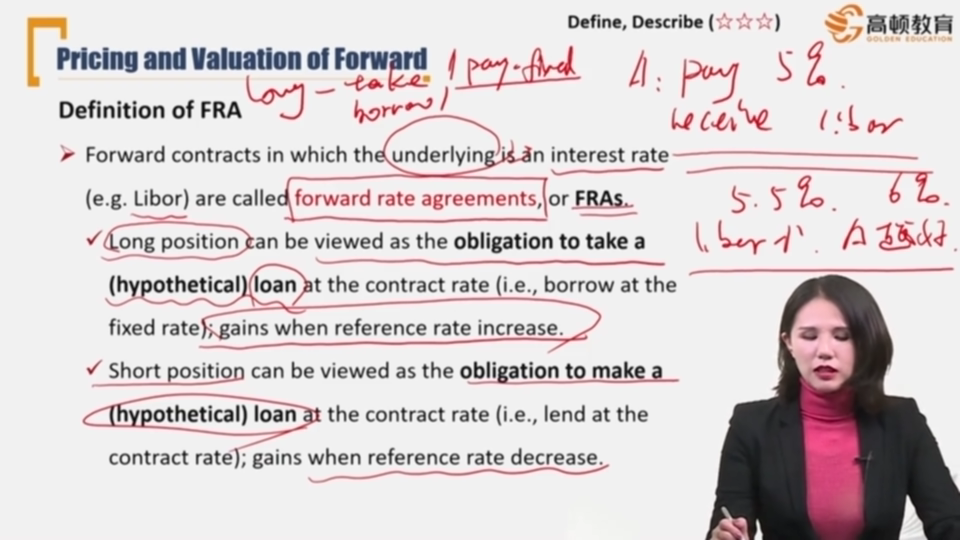 Define, Describe (☆☆☆)
高顿教育
GOLDEN EDUCATION
Pricing and Valuation of Forward
long – take / pay-fixed
borrow
A: pay 5%.
receive libor
Definition of FRA
➤ Forward contracts in which the underlying is an interest rate
(e.g. Libor) are called forward rate agreements, or FRAs.
5.5%. 6%.
libor↑.
✓ Long position can be viewed as the obligation to take a
(hypothetical) loan at the contract rate (i.e., borrow at the
fixed rate); gains when reference rate increase.
✓ Short position can be viewed as the obligation to make a
(hypothetical) loan at the contract rate (i.e., lend at the
contract rate); gains when reference rate decrease.